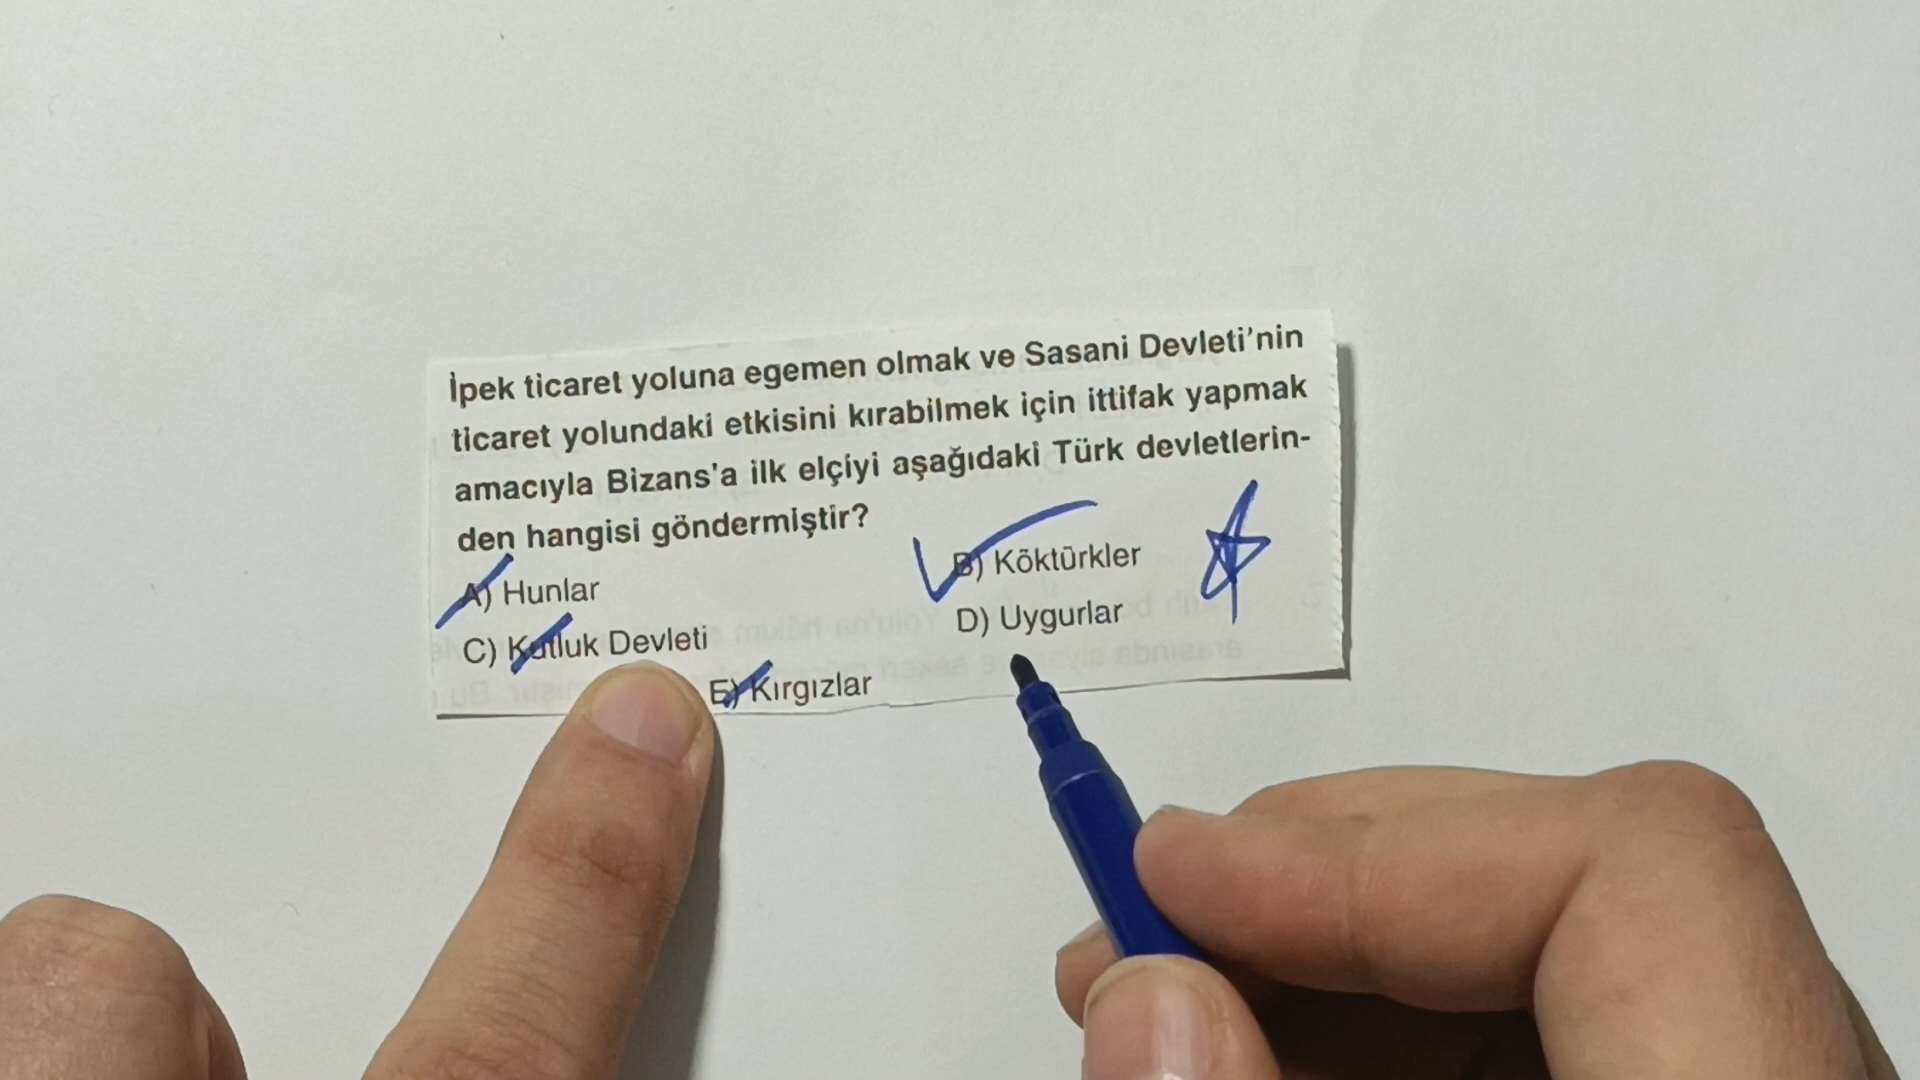 İpek ticaret yoluna egemen olmak ve Sasani Devleti'nin
ticaret yolundaki etkisini kırabilmek için ittifak yapmak
amacıyla Bizans'a ilk elçiyi aşağıdaki Türk devletlerin-
den hangisi göndermiştir?
A) Hunlar
B) Köktürkler
C) Kutluk Devleti
D) Uygurlar
E) Kırgızlar